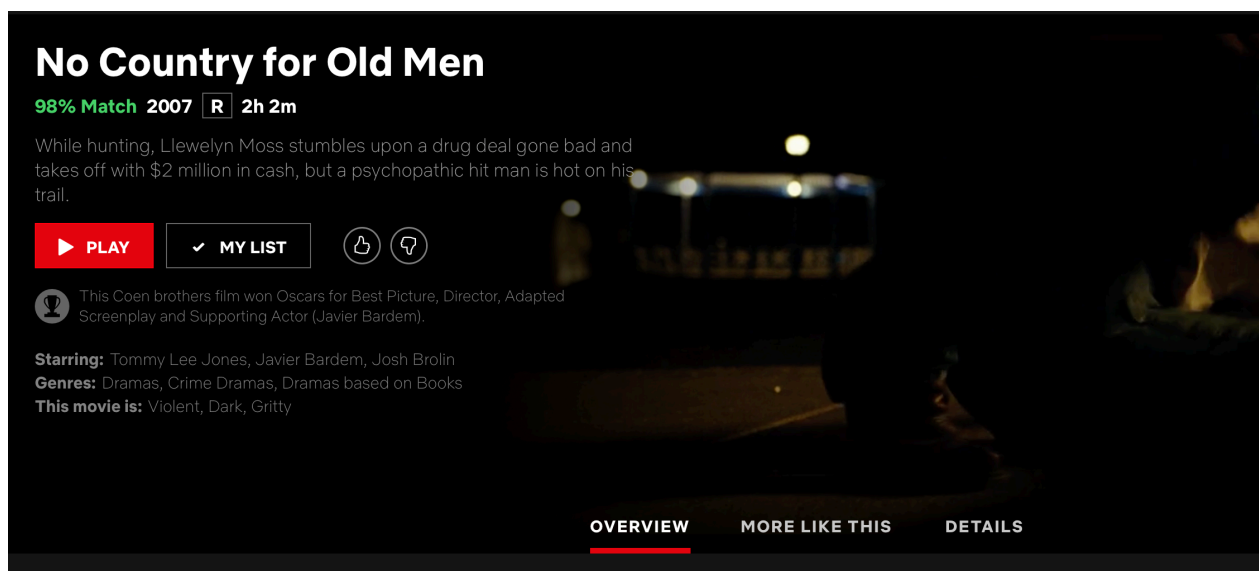 No Country for Old Men
98% Match 2007 R 2h 2m
While hunting, Llewelyn Moss stumbles upon a drug deal gone bad and
takes off with $2 million in cash, but a psychopathic hit man is hot on his
trail.
PLAY MY LIST
This Coen brothers film won Oscars for Best Picture, Director, Adapted
Screenplay and Supporting Actor (Javier Bardem).
Starring: Tommy Lee Jones, Javier Bardem, Josh Brolin
Genres: Dramas, Crime Dramas, Dramas based on Books
This movie is: Violent, Dark, Gritty
OVERVIEW MORE LIKE THIS DETAILS